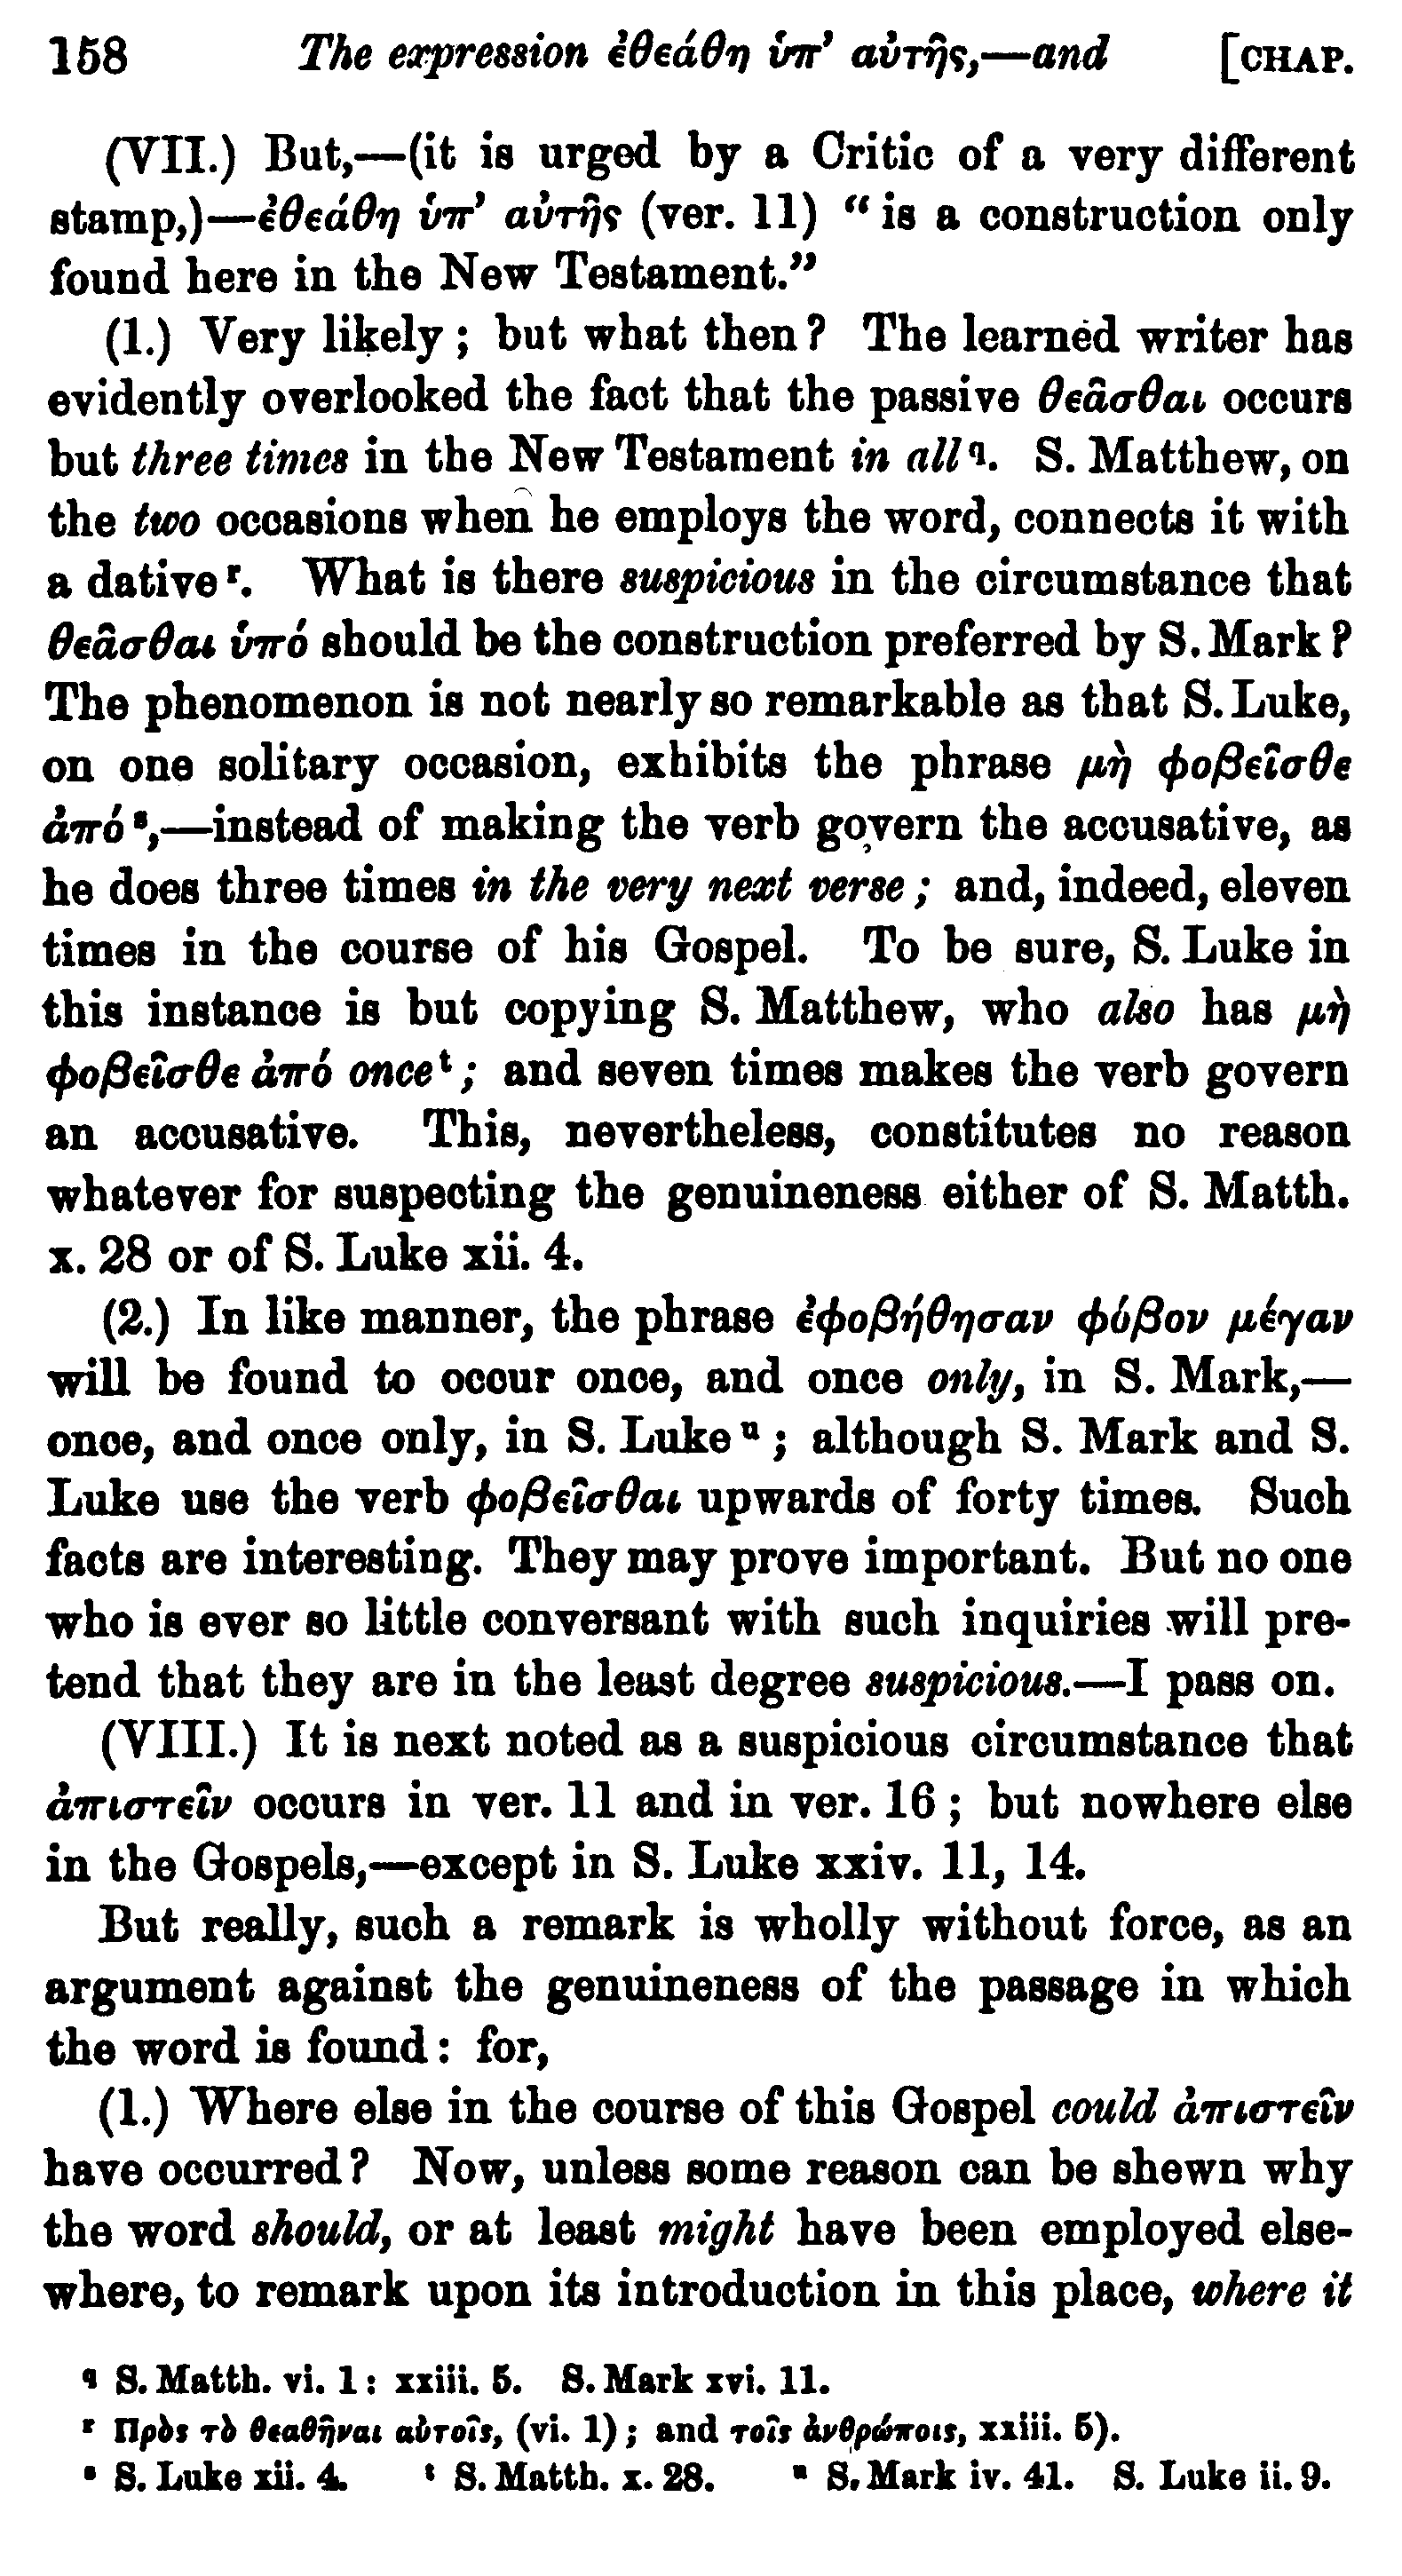 158 The expression ἐθεάθη ὑπ’ αὐτῆς,—and [CHAP.
(VII.) But,—(it is urged by a Critic of a very different
stamp,)—ἐθεάθη ὑπ’ αὐτῆς (ver. 11) “is a construction only
found here in the New Testament.”
(1.) Very likely; but what then? The learned writer has
evidently overlooked the fact that the passive θεᾶσθαι occurs
but three times in the New Testament in all q. S. Matthew, on
the two occasions when he employs the word, connects it with
a dative r. What is there suspicious in the circumstance that
θεᾶσθαι ὑπό should be the construction preferred by S. Mark?
The phenomenon is not nearly so remarkable as that S. Luke,
on one solitary occasion, exhibits the phrase μὴ φοβεῖσθε
ἀπό s,—instead of making the verb govern the accusative, as
he does three times in the very next verse; and, indeed, eleven
times in the course of his Gospel. To be sure, S. Luke in
this instance is but copying S. Matthew, who also has μὴ
φοβεῖσθε ἀπό once t; and seven times makes the verb govern
an accusative. This, nevertheless, constitutes no reason
whatever for suspecting the genuineness either of S. Matth.
x. 28 or of S. Luke xii. 4.
(2.) In like manner, the phrase ἐφοβήθησαν φόβον μέγαν
will be found to occur once, and once only, in S. Mark,—
once, and once only, in S. Luke u; although S. Mark and S.
Luke use the verb φοβεῖσθαι upwards of forty times. Such
facts are interesting. They may prove important. But no one
who is ever so little conversant with such inquiries will pre-
tend that they are in the least degree suspicious.—I pass on.
(VIII.) It is next noted as a suspicious circumstance that
ἀπιστεῖν occurs in ver. 11 and in ver. 16; but nowhere else
in the Gospels,—except in S. Luke xxiv. 11, 14.
But really, such a remark is wholly without force, as an
argument against the genuineness of the passage in which
the word is found: for,
(1.) Where else in the course of this Gospel could ἀπιστεῖν
have occurred? Now, unless some reason can be shewn why
the word should, or at least might have been employed else-
where, to remark upon its introduction in this place, where it
q S. Matth. vi. 1: xxiii. 5. S. Mark xvi. 11.
r Πρὸς τὸ θεαθῆναι αὐτοῖς, (vi. 1); and τοῖς ἀνθρώποις, xxiii. 5).
s S. Luke xii. 4. t S. Matth. x. 28. u S. Mark iv. 41. S. Luke ii. 9.